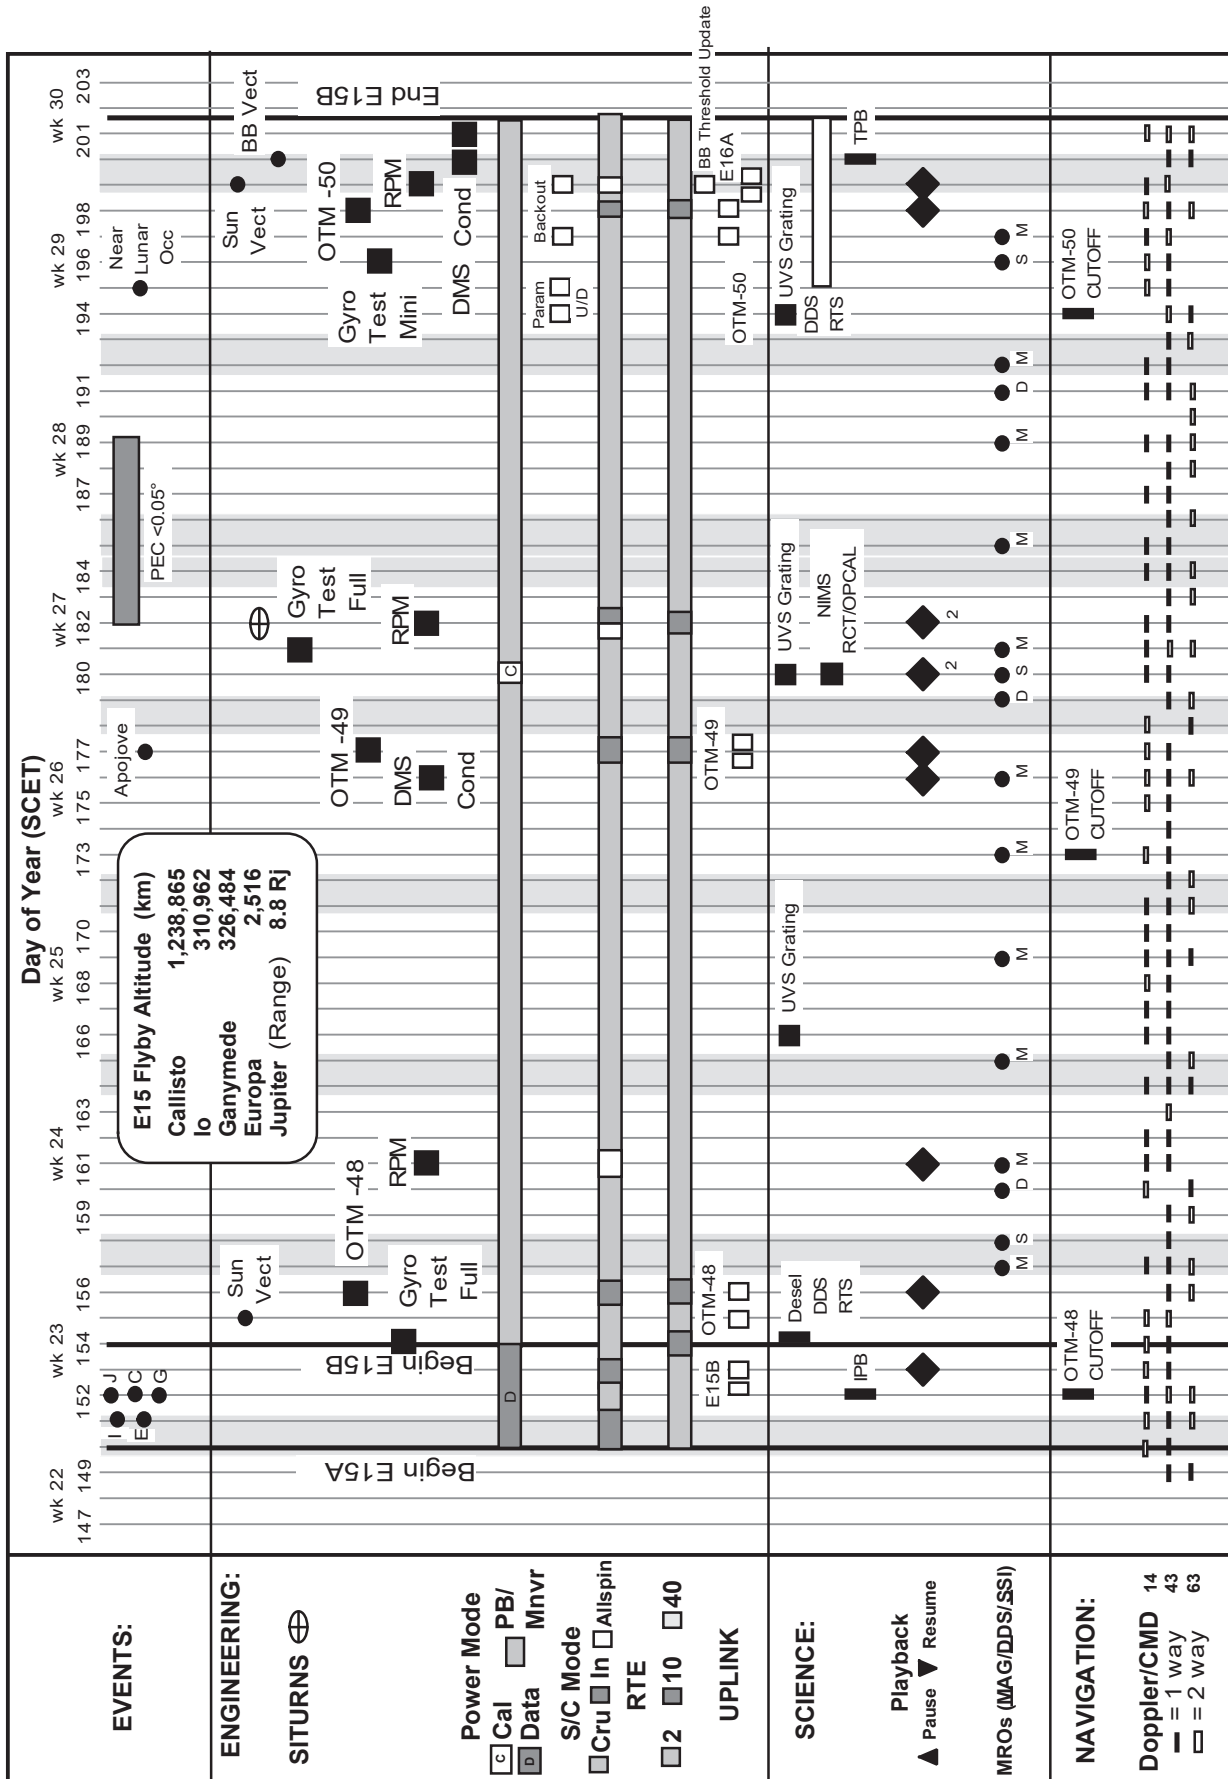 Day of Year (SCET)
wk 22 wk 23 wk 24 wk 25 wk 26 wk 27 wk 28 wk 29 wk 30
147 149 152 154 156 159 161 163 166 168 170 173 175 177 180 182 184 187 189 191 194 196 198 201 203
EVENTS:
I
E
J
C
G
E15 Flyby Altitude (km)
Callisto 1,238,865
Io 310,962
Ganymede 326,484
Europa 2,516
Jupiter (Range) 8.8 Rj
Apojove
PEC <0.05°
Near
Lunar
Occ
ENGINEERING:
SITURNS
Begin E15A
Begin E15B
End E15B
Sun
Vect
Gyro
Test
Full
OTM -48
RPM
OTM -49
DMS
Cond
Gyro
Test
Full
RPM
Gyro
Test
Mini
OTM -50
Sun
Vect
BB Vect
RPM
DMS Cond
Power Mode
C Cal
PB/
Mnvr
D Data
D
C
S/C Mode
Cru In Allspin
RTE
2 10 40
UPLINK
E15B
OTM-48
OTM-49
OTM-50
Param
U/D
Backout
BB Threshold Update
E16A
SCIENCE:
Desel
DDS
RTS
IPB
UVS Grating
UVS Grating
NIMS
RCT/OPCAL
UVS Grating
DDS
RTS
TPB
Playback
Pause Resume
2
2
MROs (MAG/DDS/SSI)
M S D M M M M M D S M M M D M S M
NAVIGATION:
OTM-48
CUTOFF
OTM-49
CUTOFF
OTM-50
CUTOFF
Doppler/CMD
= 1 way
= 2 way
14
43
63